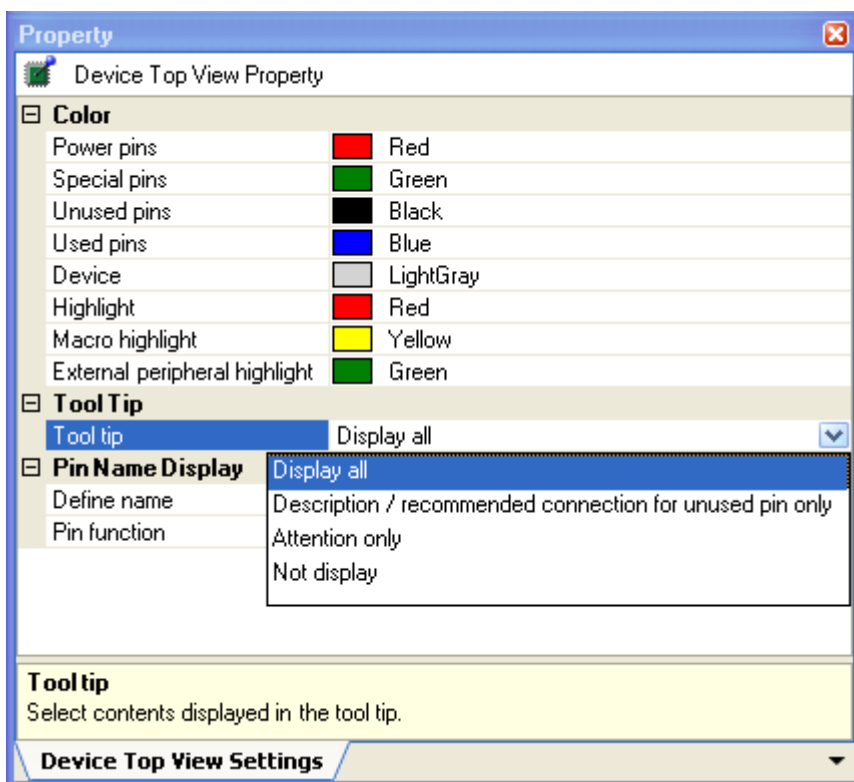 Property
Device Top View Property
Color
Power pins Red
Special pins Green
Unused pins Black
Used pins Blue
Device LightGray
Highlight Red
Macro highlight Yellow
External peripheral highlight Green
Tool Tip
Tool tip Display all
Pin Name Display Display all
Define name Description / recommended connection for unused pin only
Pin function Attention only
Not display
Tool tip
Select contents displayed in the tool tip.
Device Top View Settings